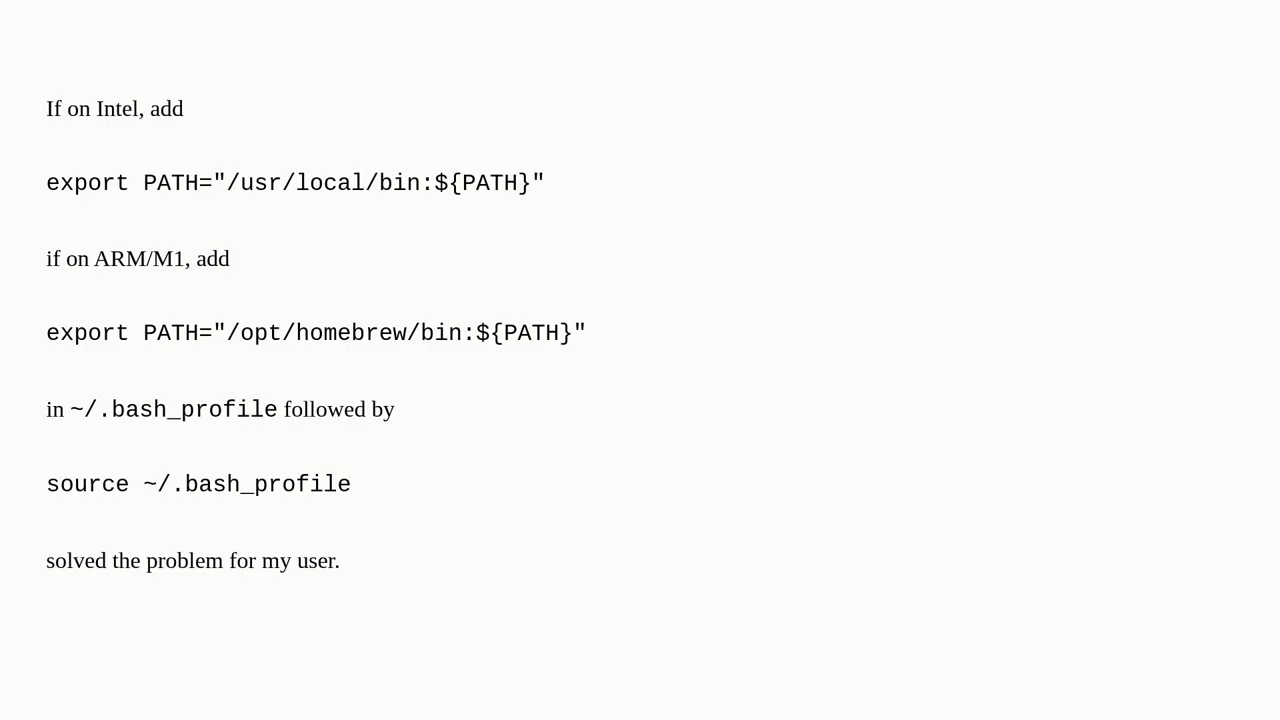 If on Intel, add
export PATH="/usr/local/bin:${PATH}"
if on ARM/M1, add
export PATH="/opt/homebrew/bin:${PATH}"
in ~/.bash_profile followed by
source ~/.bash_profile
solved the problem for my user.